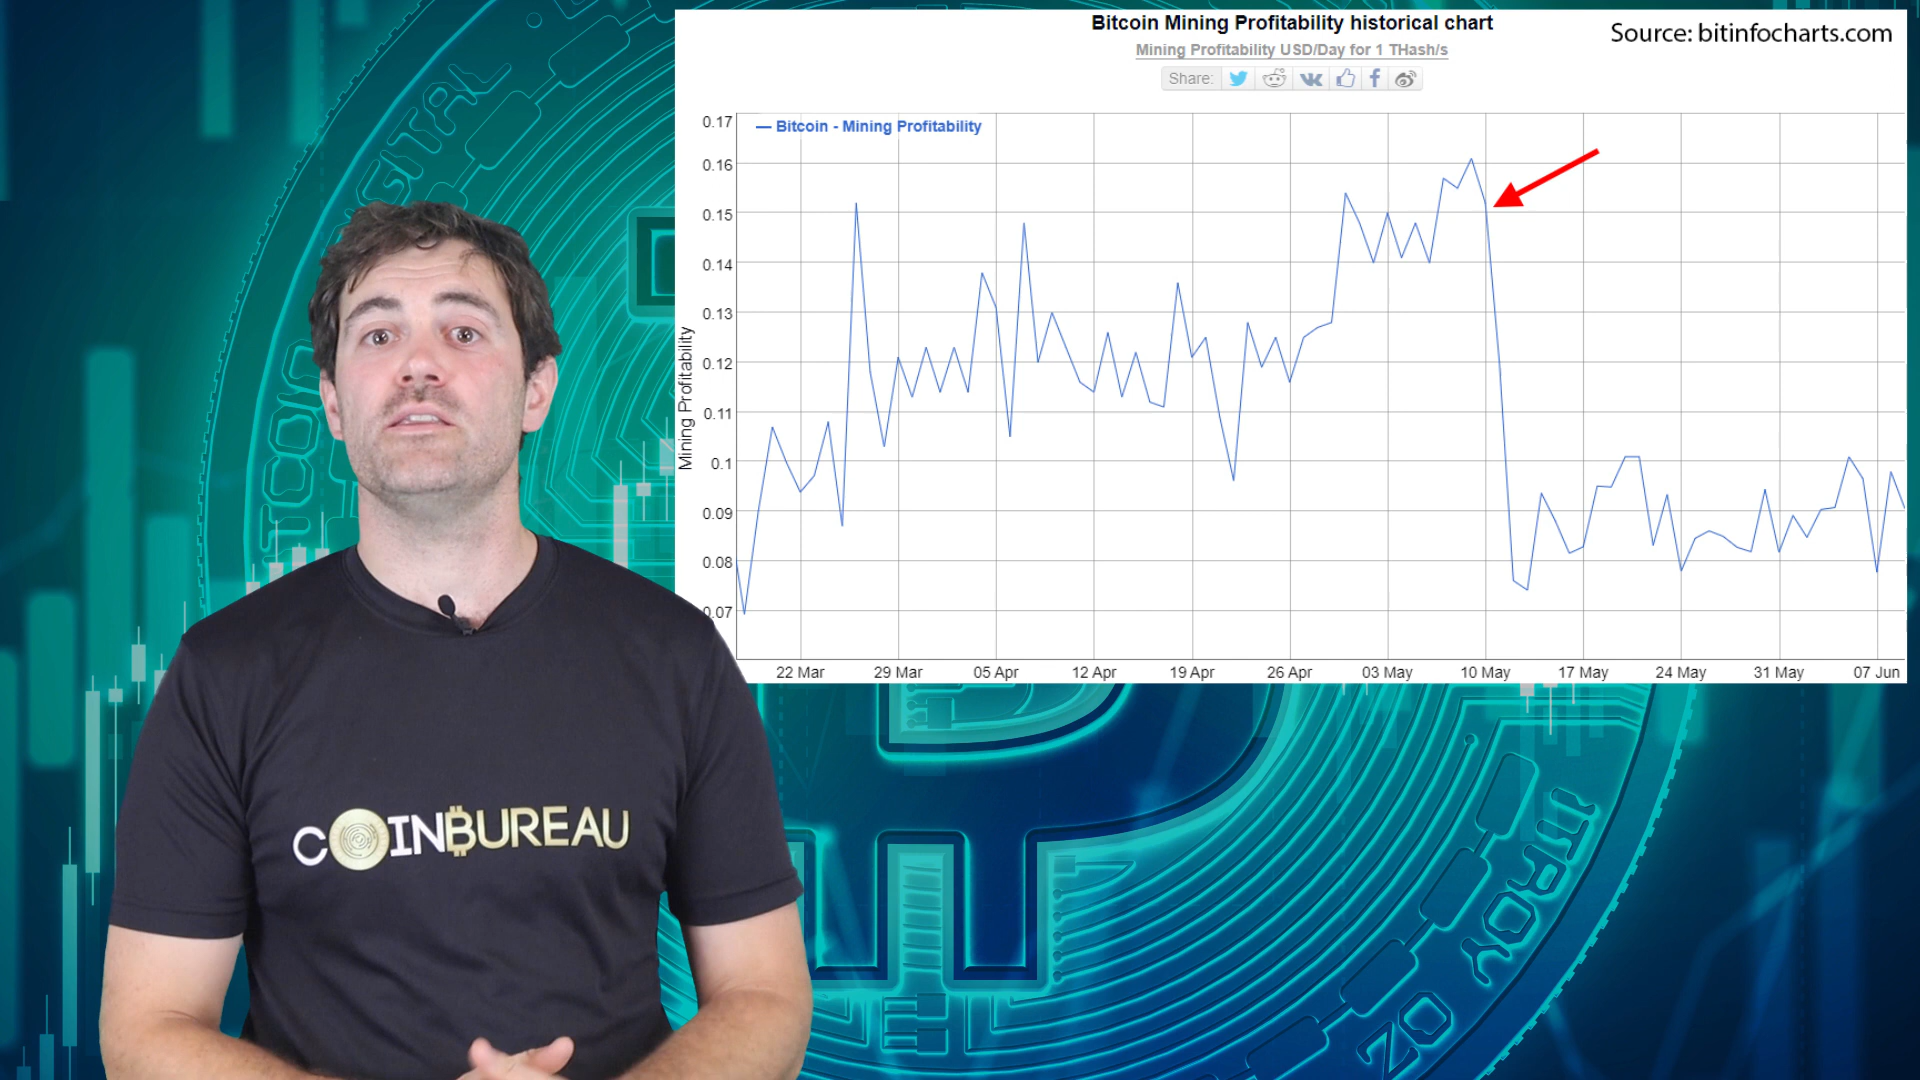 Bitcoin Mining Profitability historical chart
Source: bitinfocharts.com
Mining Profitability USD/Day for 1 THash/s
Share:
Bitcoin - Mining Profitability
0.17
0.16
0.15
0.14
0.13
0.12
0.11
0.1
0.09
0.08
0.07
Mining Profitability
22 Mar 29 Mar 05 Apr 12 Apr 19 Apr 26 Apr 03 May 10 May 17 May 24 May 31 May 07 Jun
COINBUREAU
DIGITAL